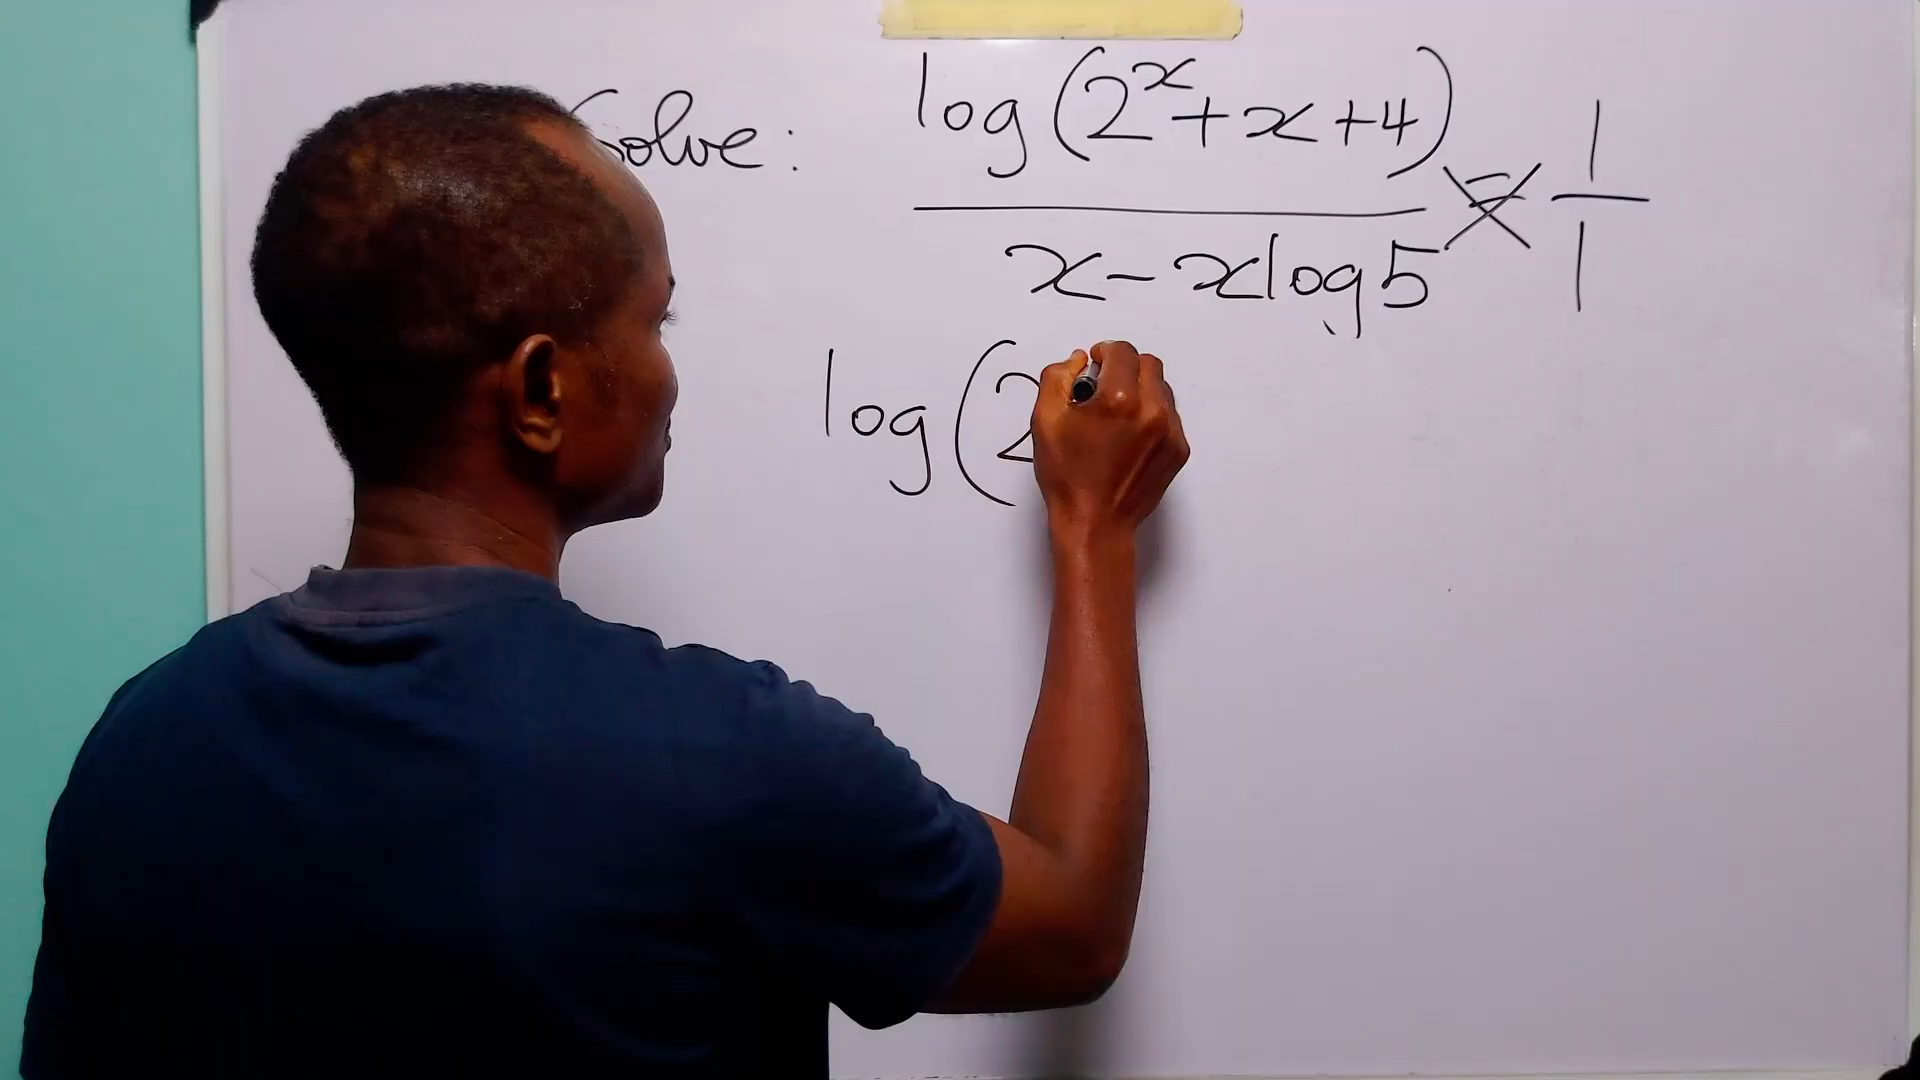 Solve: log(2^x + x + 4) / (x - x log 5) = 1/1
log(2